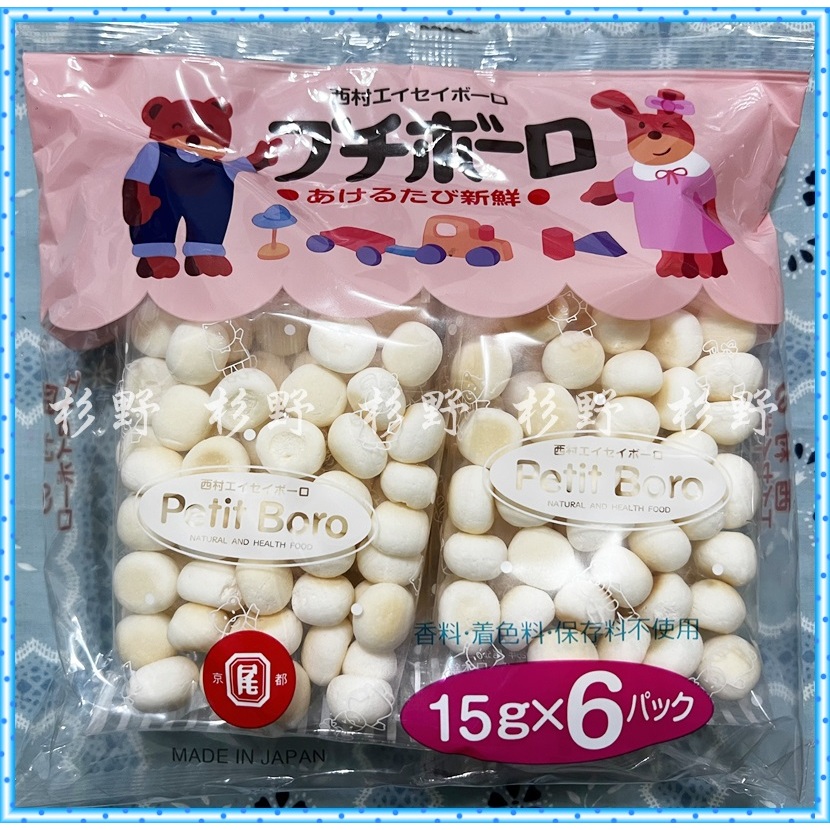 西村エイセイボーロ
プチボーロ
あけるたび新鮮
杉野 杉野 杉野 杉野 杉野
西村エイセイボーロ
Petit Boro
NATURAL AND HEALTH FOOD
西村エイセイボーロ
Petit Boro
NATURAL AND HEALTH FOOD
香料・着色料・保存料不使用
京 尾 都
15g×6パック
MADE IN JAPAN